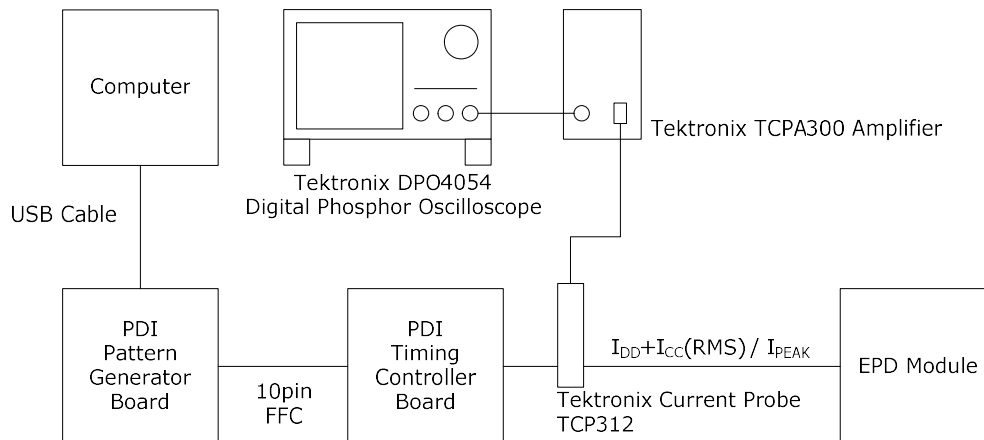 Computer
Tektronix TCPA300 Amplifier
Tektronix DPO4054
Digital Phosphor Oscilloscope
USB Cable
PDI
Pattern
Generator
Board
10pin
FFC
PDI
Timing
Controller
Board
IDD+ICC(RMS)/ IPEAK
Tektronix Current Probe
TCP312
EPD Module